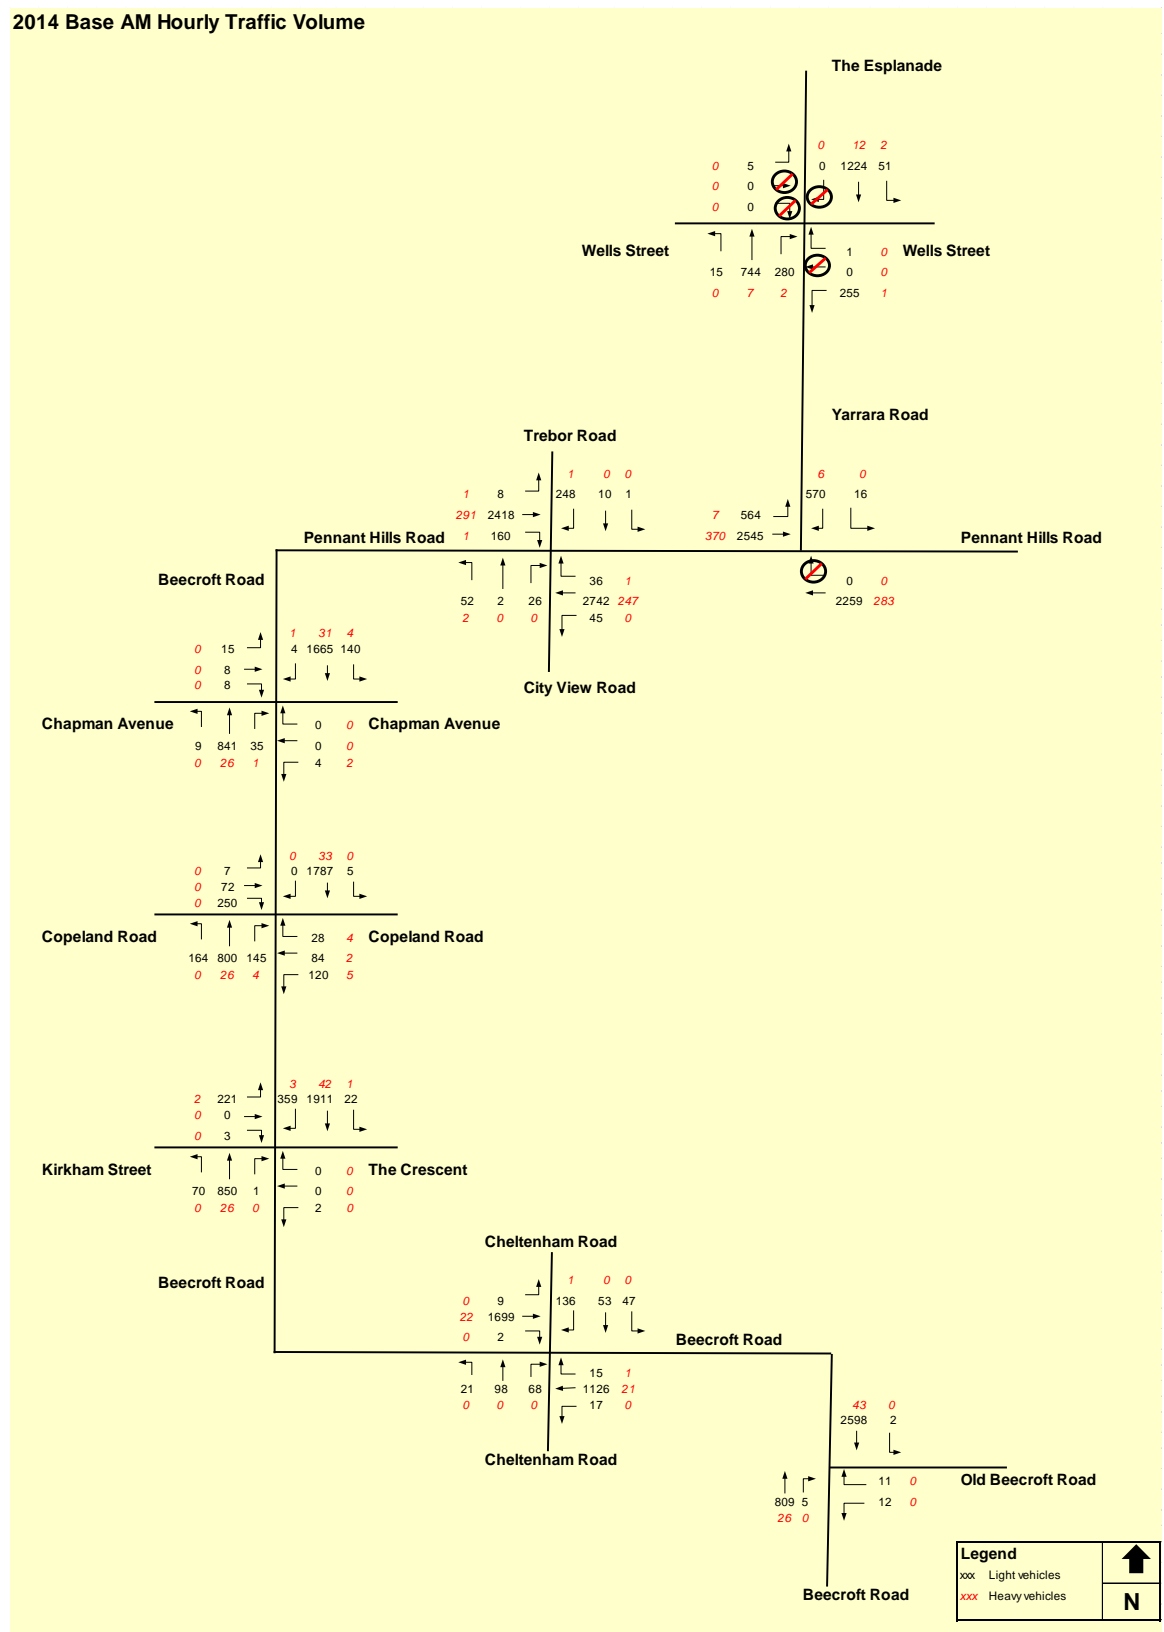 2014 Base AM Hourly Traffic Volume
The Esplanade
0 12 2
0 5 0 1224 51
0 0
0 0
Wells Street 1 0 Wells Street
15 744 280 0 0
0 7 2 255 1
Yarrara Road
Trebor Road
1 0 0 6 0
1 8 248 10 1 570 16
291 2418 7 564
1 160 370 2545
Pennant Hills Road Pennant Hills Road
Beecroft Road 36 1 0 0
52 2 26 2742 247 2259 283
2 0 0 45 0
1 31 4
0 15 4 1665 140
0 8
0 8
City View Road
Chapman Avenue 0 0 Chapman Avenue
9 841 35 0 0
0 26 1 4 2
0 33 0
0 7 0 1787 5
0 72
0 250
Copeland Road 28 4 Copeland Road
164 800 145 84 2
0 26 4 120 5
3 42 1
2 221 359 1911 22
0 0
0 3
Kirkham Street 0 0 The Crescent
70 850 1 0 0
0 26 0 2 0
Cheltenham Road
Beecroft Road
1 0 0
0 9 136 53 47
22 1699
0 2
Beecroft Road
15 1
21 98 68 1126 21
0 0 0 17 0
43 0
2598 2
Cheltenham Road
11 0 Old Beecroft Road
809 5 12 0
26 0
Legend
xxx Light vehicles
xxx Heavy vehicles
N
Beecroft Road